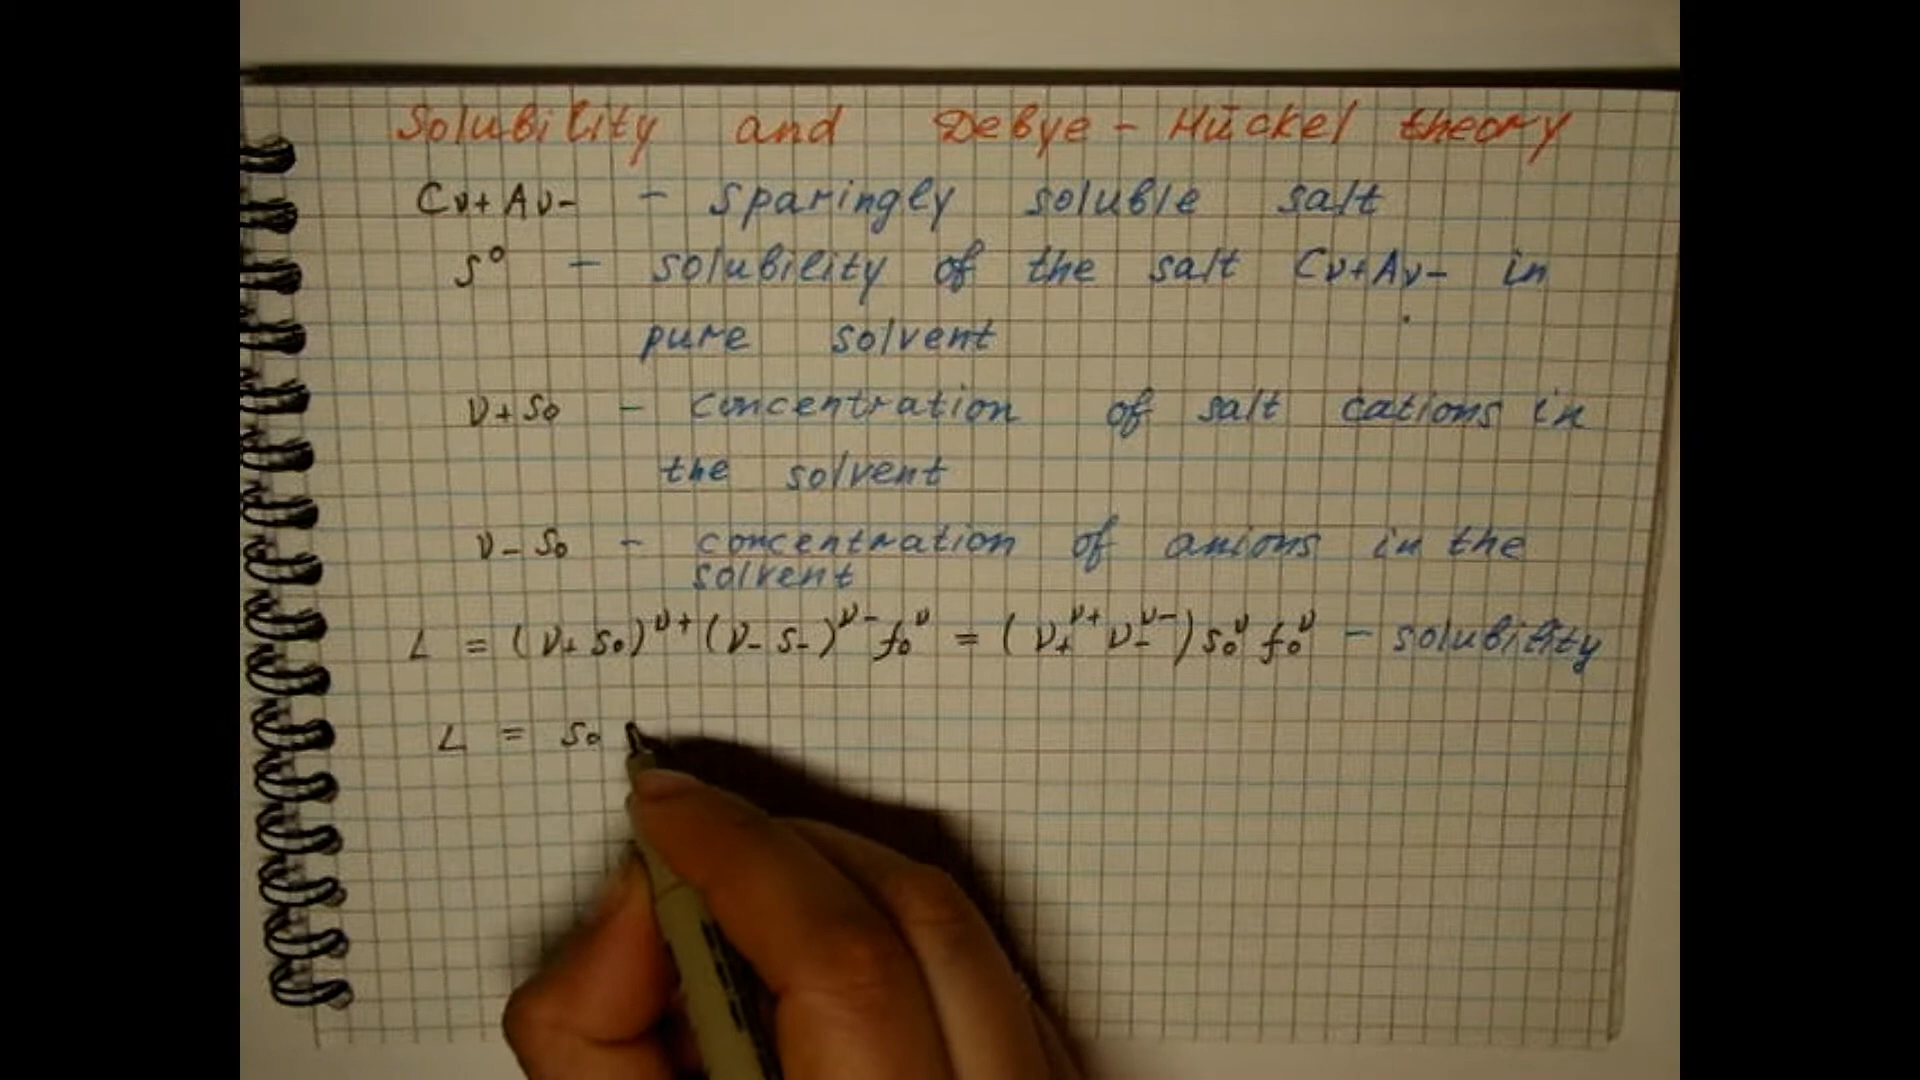 Solubility and Debye - Hückel theory
Cν+Aν- - sparingly soluble salt
s⁰ - solubility of the salt Cν+Aν- in
pure solvent
ν+s₀ - concentration of salt cations in
the solvent
ν-s₀ - concentration of anions in the
solvent
L = (ν₊ s₀)^ν+ (ν₋ s₋)^ν- f₀^ν = (ν₊^ν+ ν₋^ν-) s₀^ν f₀^ν - solubility
L = s₀